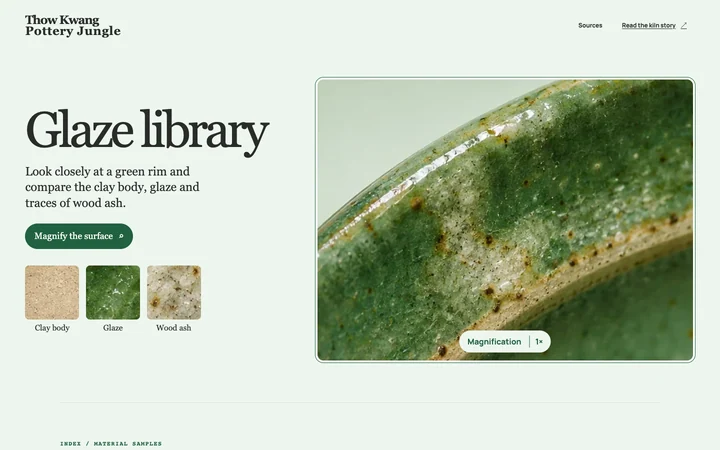 Thow Kwang
Pottery Jungle
Sources
Read the kiln story
Glaze library
Look closely at a green rim and
compare the clay body, glaze and
traces of wood ash.
Magnify the surface
Clay body
Glaze
Wood ash
Magnification
1×
INDEX / MATERIAL SAMPLES